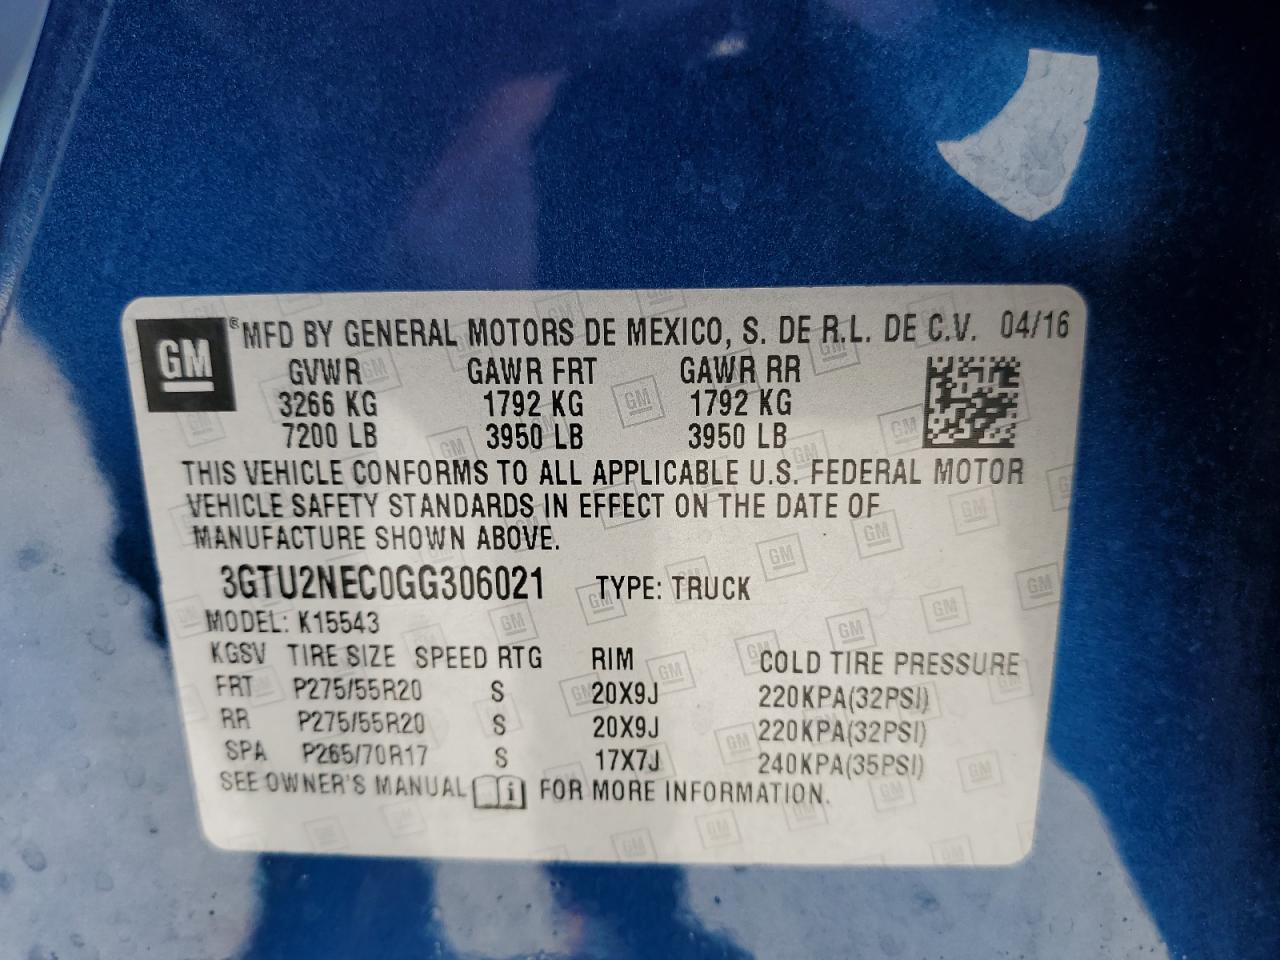 GM ® MFD BY GENERAL MOTORS DE MEXICO, S. DE R.L. DE C.V. 04/16
GVWR GAWR FRT GAWR RR
3266 KG 1792 KG 1792 KG
7200 LB 3950 LB 3950 LB
THIS VEHICLE CONFORMS TO ALL APPLICABLE U.S. FEDERAL MOTOR
VEHICLE SAFETY STANDARDS IN EFFECT ON THE DATE OF
MANUFACTURE SHOWN ABOVE.
3GTU2NEC0GG306021 TYPE: TRUCK
MODEL: K15543
KGSV TIRE SIZE SPEED RTG RIM COLD TIRE PRESSURE
FRT P275/55R20 S 20X9J 220KPA(32PSI)
RR P275/55R20 S 20X9J 220KPA(32PSI)
SPA P265/70R17 S 17X7J 240KPA(35PSI)
SEE OWNER'S MANUAL i FOR MORE INFORMATION.